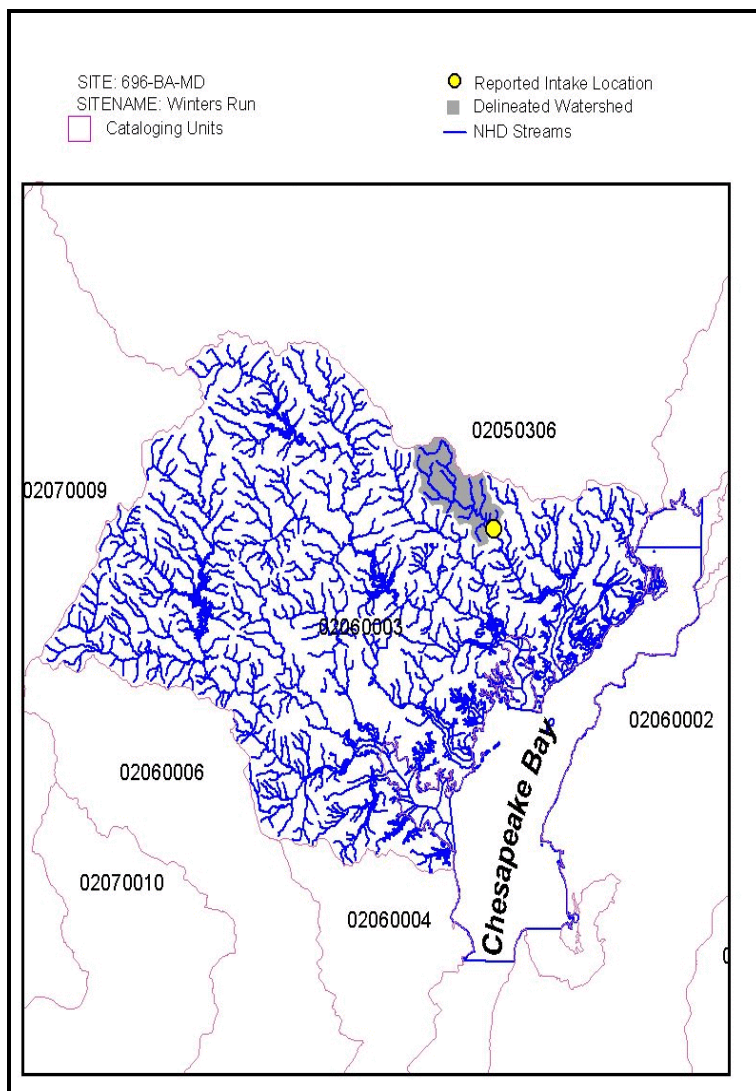 SITE: 696-BA-MD
SITENAME: Winters Run
Cataloging Units
Reported Intake Location
Delineated Watershed
NHD Streams
02050306
02070009
02060003
02060002
02060006
02070010
02060004
Chesapeake Bay